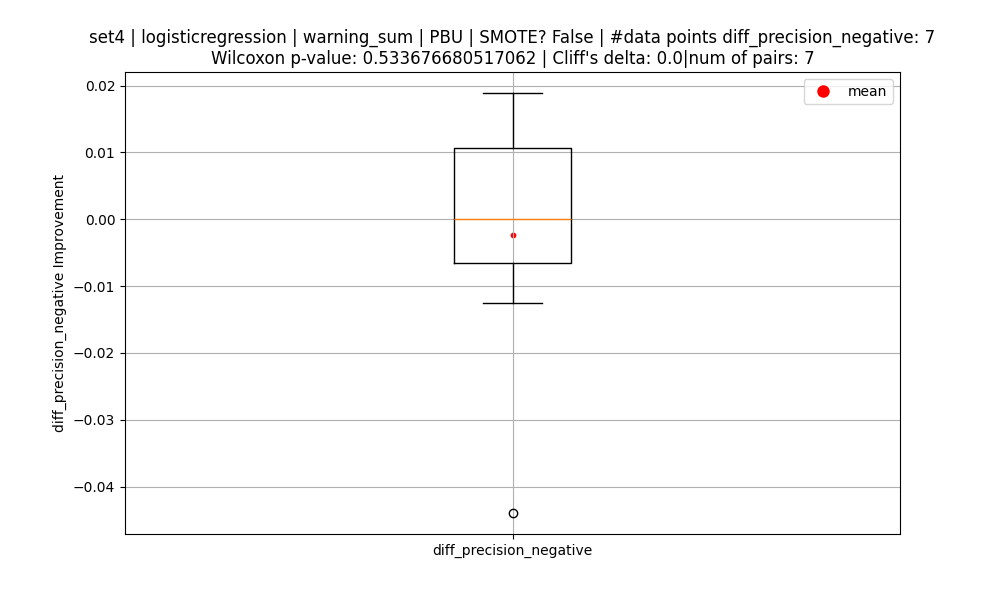 set4 | logisticregression | warning_sum | PBU | SMOTE? False | #data points diff_precision_negative: 7
Wilcoxon p-value: 0.533676680517062 | Cliff's delta: 0.0|num of pairs: 7
mean
0.02
0.01
0.00
−0.01
−0.02
−0.03
−0.04
diff_precision_negative Improvement
diff_precision_negative